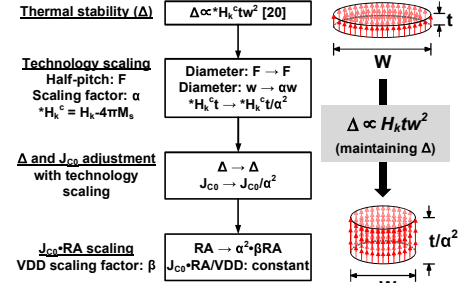 Thermal stability (Δ)
Δ∝*H_k^c tw² [20]
Technology scaling
Half-pitch: F
Scaling factor: α
*H_k^c = H_k-4πM_s
Diameter: F → F
Diameter: w → αw
*H_k^c t → *H_k^c t/α²
Δ and J_C0 adjustment
with technology
scaling
Δ → Δ
J_C0 → J_C0/α²
J_C0•RA scaling
VDD scaling factor: β
RA → α²•βRA
J_C0•RA/VDD: constant
t
W
Δ ∝ H_k tw²
(maintaining Δ)
t/α²